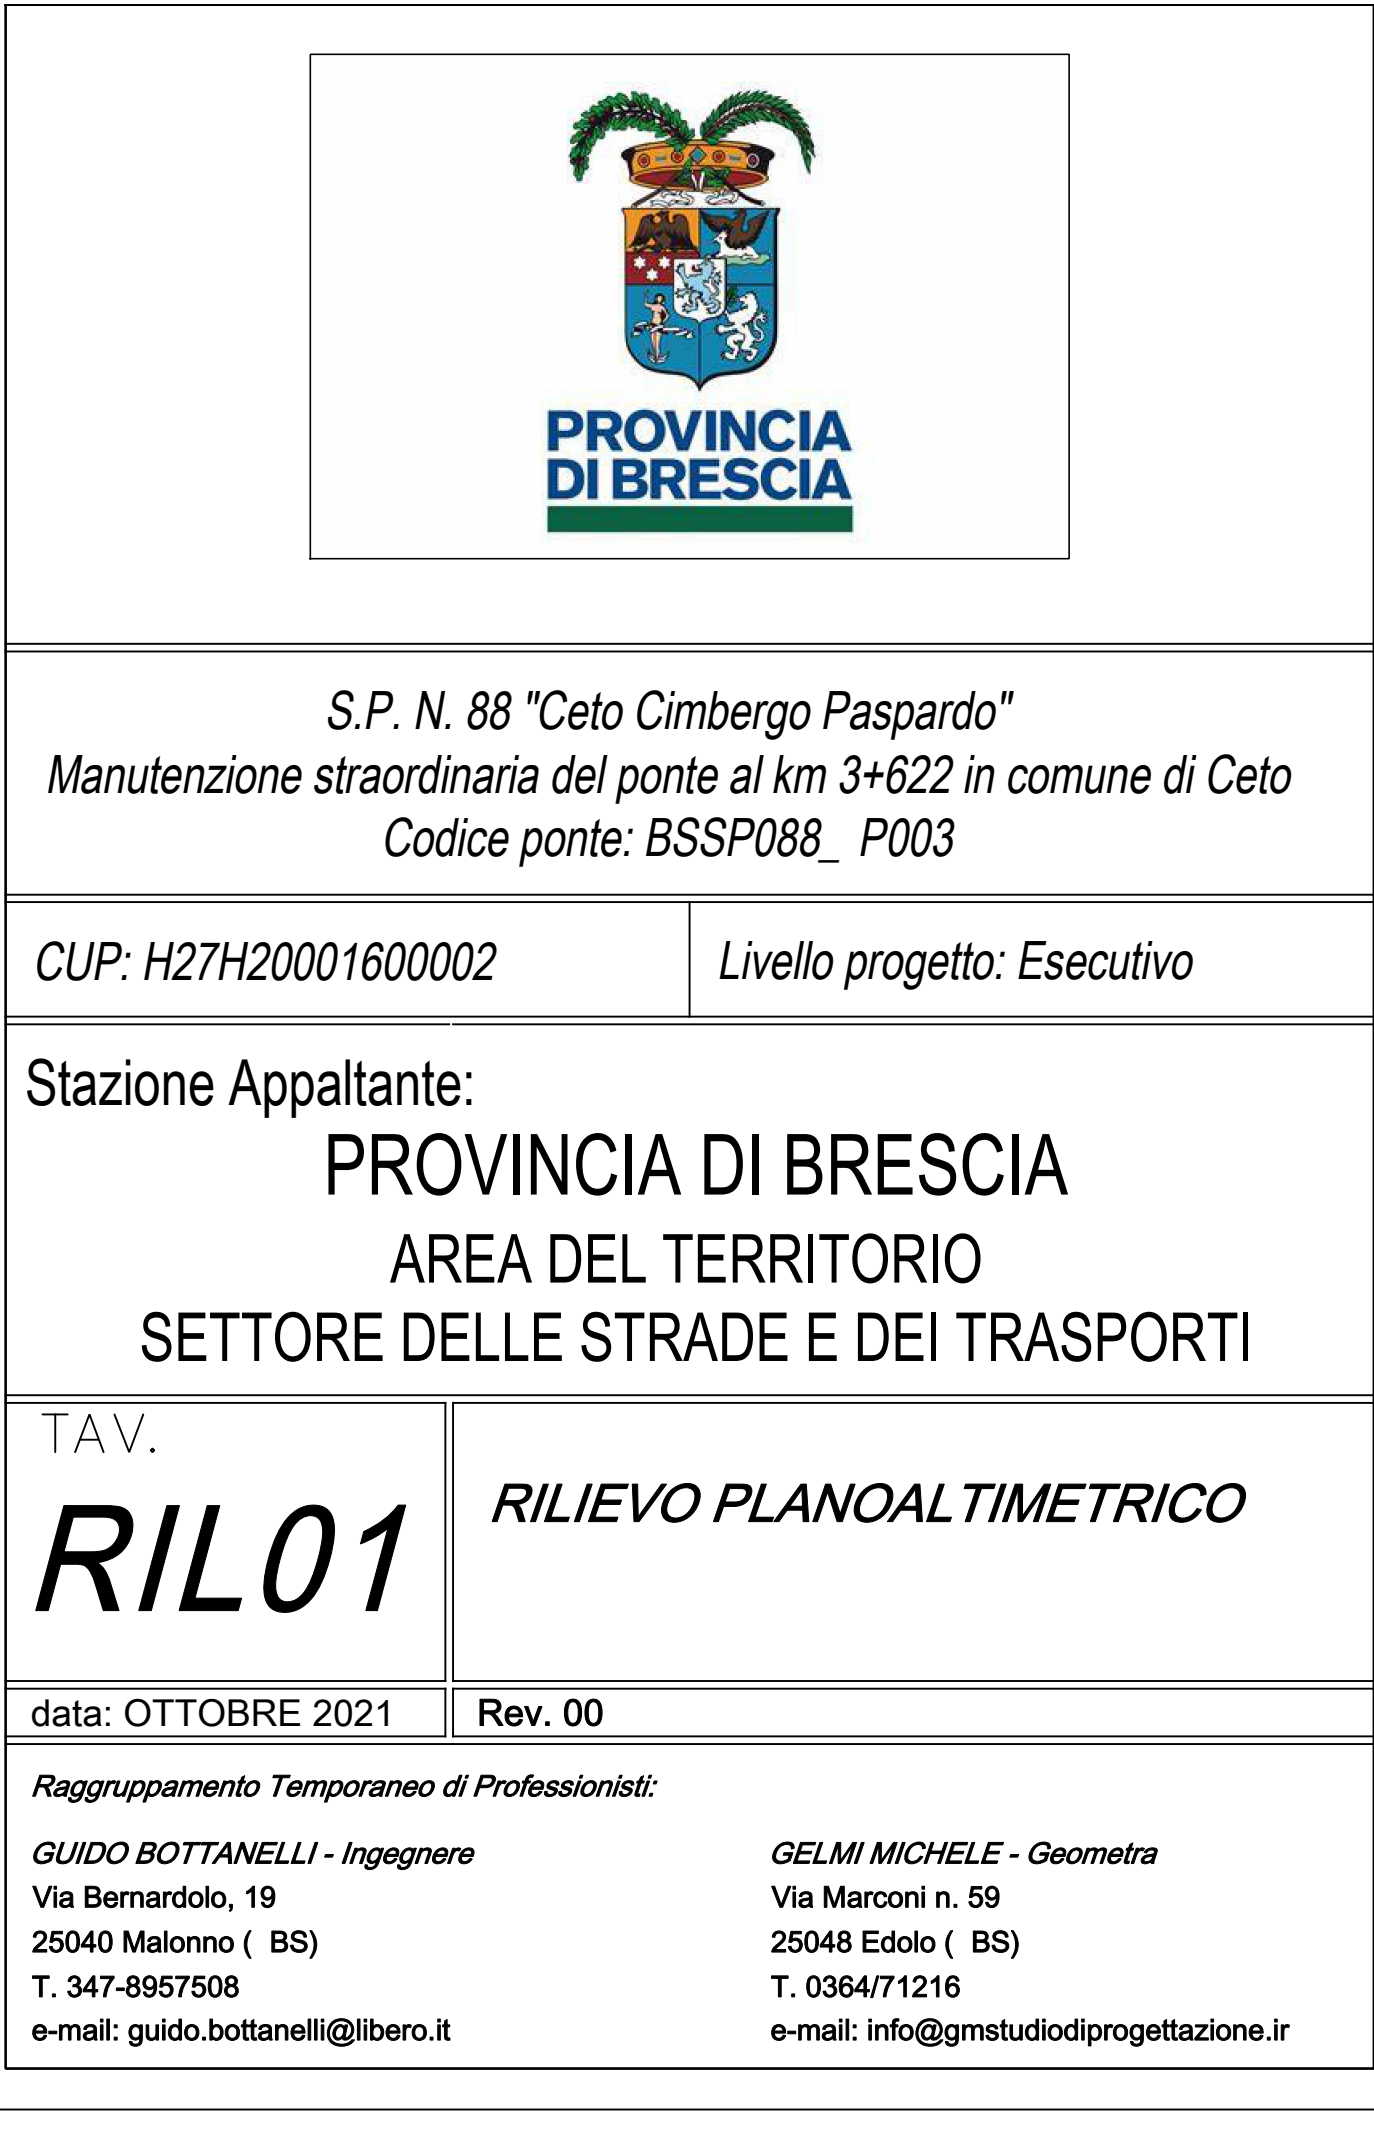 PROVINCIA
DI BRESCIA
S.P. N. 88 "Ceto Cimbergo Paspardo"
Manutenzione straordinaria del ponte al km 3+622 in comune di Ceto
Codice ponte: BSSP088_ P003
CUP: H27H20001600002
Livello progetto: Esecutivo
Stazione Appaltante:
PROVINCIA DI BRESCIA
AREA DEL TERRITORIO
SETTORE DELLE STRADE E DEI TRASPORTI
TAV.
RIL01
RILIEVO PLANOALTIMETRICO
data: OTTOBRE 2021
Rev. 00
Raggruppamento Temporaneo di Professionisti:
GUIDO BOTTANELLI - Ingegnere
Via Bernardolo, 19
25040 Malonno ( BS)
T. 347-8957508
e-mail: guido.bottanelli@libero.it
GELMI MICHELE - Geometra
Via Marconi n. 59
25048 Edolo ( BS)
T. 0364/71216
e-mail: info@gmstudiodiprogettazione.ir